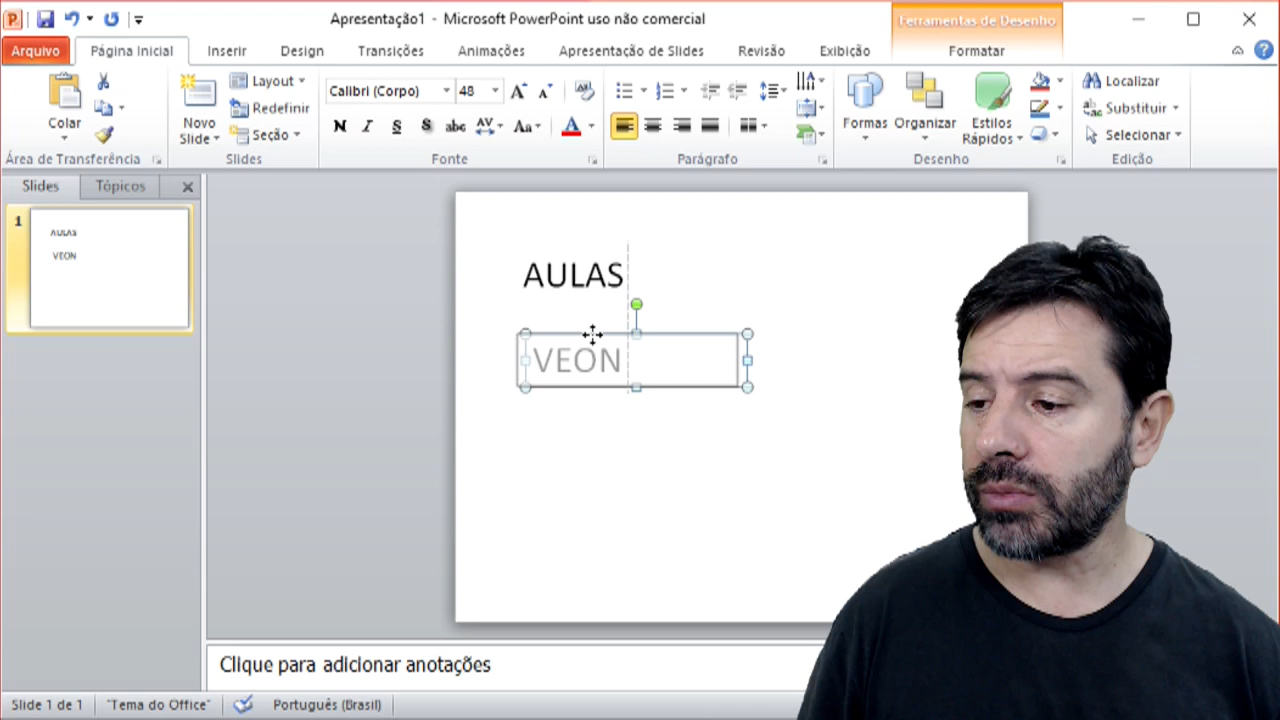 Apresentação1 - Microsoft PowerPoint uso não comercial
Ferramentas de Desenho
Arquivo Página Inicial Inserir Design Transições Animações Apresentação de Slides Revisão Exibição Formatar
Colar
Área de Transferência
Novo Slide
Layout
Redefinir
Seção
Slides
Calibri (Corpo) 48
N I S S abc AV Aa A
Fonte
Parágrafo
Formas
Organizar
Estilos Rápidos
Desenho
Localizar
Substituir
Selecionar
Edição
Slides Tópicos
1
AULAS
VEON
AULAS
VEON
Clique para adicionar anotações
Slide 1 de 1 "Tema do Office" Português (Brasil)